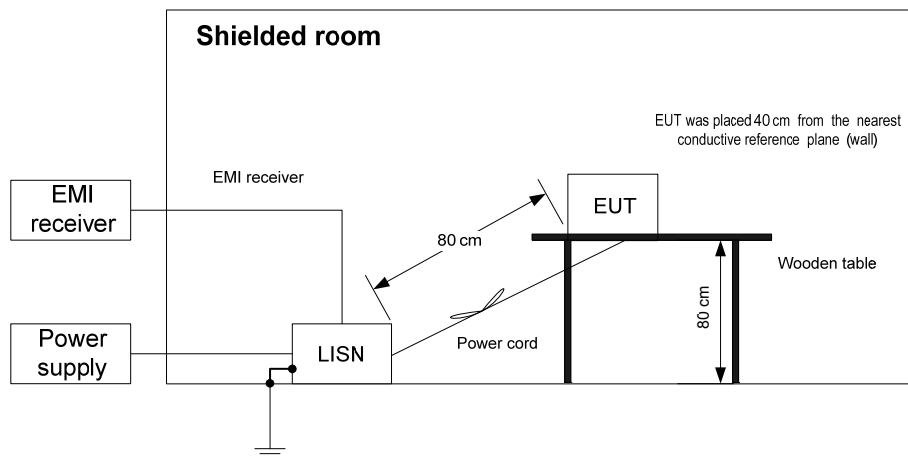 Shielded room
EUT was placed 40 cm from the nearest
conductive reference plane (wall)
EMI receiver
EMI
receiver
EUT
80 cm
Wooden table
80 cm
Power
supply
LISN
Power cord